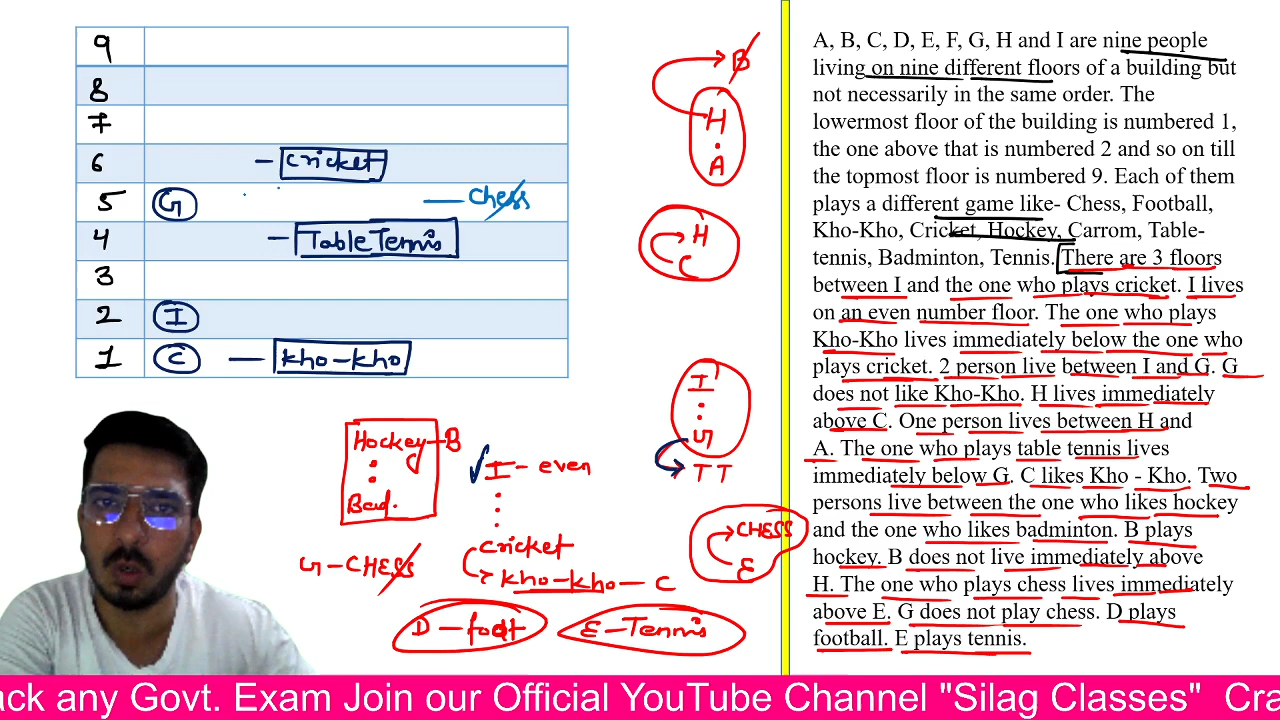 9
8
7
6 - Cricket
5 G — Chess
4 - Table Tennis
3
2 I
1 C — kho-kho
B
H
.
A
H
C
I
:
G
TT
CHESS
E
Hockey-B
:
Bad.
G-CHESS
I - even
:
Cricket
kho-kho-C
D-foot
E-Tennis
A, B, C, D, E, F, G, H and I are nine people
living on nine different floors of a building but
not necessarily in the same order. The
lowermost floor of the building is numbered 1,
the one above that is numbered 2 and so on till
the topmost floor is numbered 9. Each of them
plays a different game like- Chess, Football,
Kho-Kho, Cricket, Hockey, Carrom, Table-
tennis, Badminton, Tennis. There are 3 floors
between I and the one who plays cricket. I lives
on an even number floor. The one who plays
Kho-Kho lives immediately below the one who
plays cricket. 2 person live between I and G. G
does not like Kho-Kho. H lives immediately
above C. One person lives between H and
A. The one who plays table tennis lives
immediately below G. C likes Kho - Kho. Two
persons live between the one who likes hockey
and the one who likes badminton. B plays
hockey. B does not live immediately above
H. The one who plays chess lives immediately
above E. G does not play chess. D plays
football. E plays tennis.
ack any Govt. Exam Join our Official YouTube Channel "Silag Classes" Cra